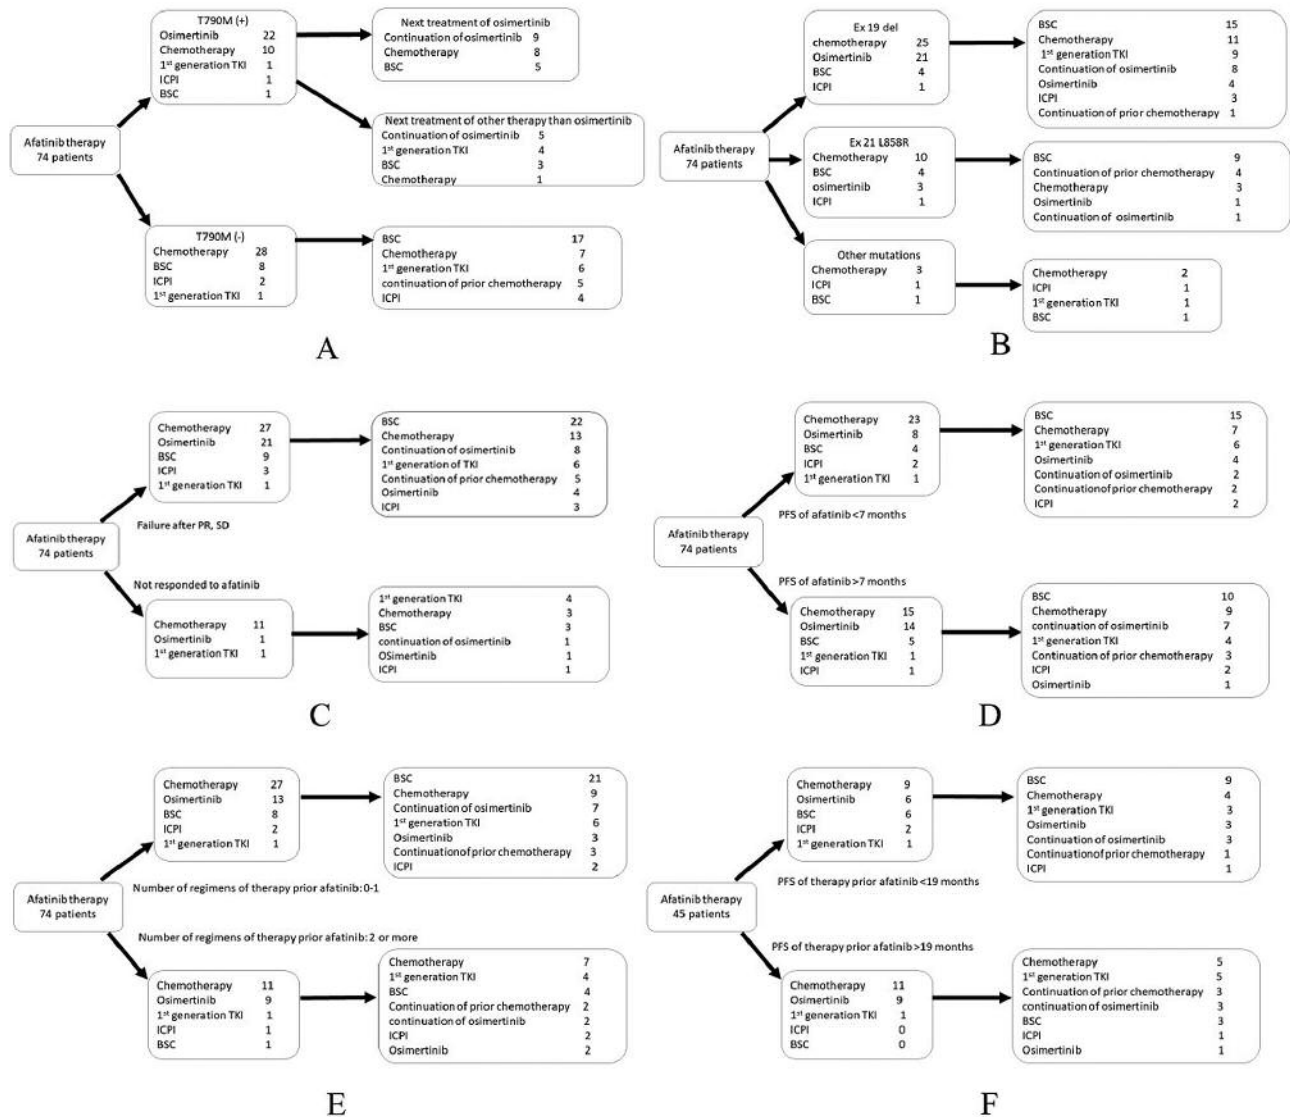 T790M (+)
Osimertinib 22
Chemotherapy 10
1st generation TKI 1
ICPI 1
BSC 1
Next treatment of osimertinib
Continuation of osimertinib 9
Chemotherapy 8
BSC 5
Next treatment of other therapy than osimertinib
Continuation of osimertinib 5
1st generation TKI 4
BSC 3
Chemotherapy 1
Afatinib therapy
74 patients
T790M (-)
Chemotherapy 28
BSC 8
ICPI 2
1st generation TKI 1
BSC 17
Chemotherapy 7
1st generation TKI 6
continuation of prior chemotherapy 5
ICPI 4
A
Ex 19 del
chemotherapy 25
Osimertinib 21
BSC 4
ICPI 1
BSC 15
Chemotherapy 11
1st generation TKI 9
Continuation of osimertinib 8
Osimertinib 4
ICPI 3
Continuation of prior chemotherapy 1
Afatinib therapy
74 patients
Ex 21 L858R
Chemotherapy 10
BSC 4
osimertinib 3
ICPI 1
BSC 9
Continuation of prior chemotherapy 4
Chemotherapy 3
Osimertinib 1
Continuation of osimertinib 1
Other mutations
Chemotherapy 3
ICPI 1
BSC 1
Chemotherapy 2
ICPI 1
1st generation TKI 1
BSC 1
B
Chemotherapy 27
Osimertinib 21
BSC 9
ICPI 3
1st generation TKI 1
BSC 22
Chemotherapy 13
Continuation of osimertinib 8
1st generation of TKI 6
Continuation of prior chemotherapy 5
Osimertinib 4
ICPI 3
Failure after PR, SD
Afatinib therapy
74 patients
Not responded to afatinib
Chemotherapy 11
Osimertinib 1
1st generation TKI 1
1st generation TKI 4
Chemotherapy 3
BSC 3
continuation of osimertinib 1
OSimertinib 1
ICPI 1
C
Chemotherapy 23
Osimertinib 8
BSC 4
ICPI 2
1st generation TKI 1
BSC 15
Chemotherapy 7
1st generation TKI 6
Osimertinib 4
Continuation of osimertinib 2
Continuationof prior chemotherapy 2
ICPI 2
PFS of afatinib <7 months
Afatinib therapy
74 patients
PFS of afatinib >7 months
Chemotherapy 15
Osimertinib 14
BSC 5
1st generation TKI 1
ICPI 1
BSC 10
Chemotherapy 9
continuation of osimertinib 7
1st generation TKI 4
Continuation of prior chemotherapy 3
ICPI 2
Osimertinib 1
D
Chemotherapy 27
Osimertinib 13
BSC 8
ICPI 2
1st generation TKI 1
BSC 21
Chemotherapy 9
Continuation of osimertinib 7
1st generation TKI 6
Osimertinib 3
Continuationof prior chemotherapy 3
ICPI 2
Number of regimens of therapy prior afatinib: 0-1
Afatinib therapy
74 patients
Number of regimens of therapy prior afatinib: 2 or more
Chemotherapy 11
Osimertinib 9
1st generation TKI 1
ICPI 1
BSC 1
Chemotherapy 7
1st generation TKI 4
BSC 4
Continuation of prior chemotherapy 2
continuation of osimertinib 2
ICPI 2
Osimertinib 2
E
Chemotherapy 9
Osimertinib 6
BSC 6
ICPI 2
1st generation TKI 1
BSC 9
Chemotherapy 4
1st generation TKI 3
Osimertinib 3
Continuation of osimertinib 3
Continuationof prior chemotherapy 1
ICPI 1
PFS of therapy prior afatinib <19 months
Afatinib therapy
45 patients
PFS of therapy prior afatinib >19 months
Chemotherapy 11
Osimertinib 9
1st generation TKI 1
ICPI 0
BSC 0
Chemotherapy 5
1st generation TKI 5
Continuation of prior chemotherapy 3
continuation of osimertinib 3
BSC 3
ICPI 1
Osimertinib 1
F